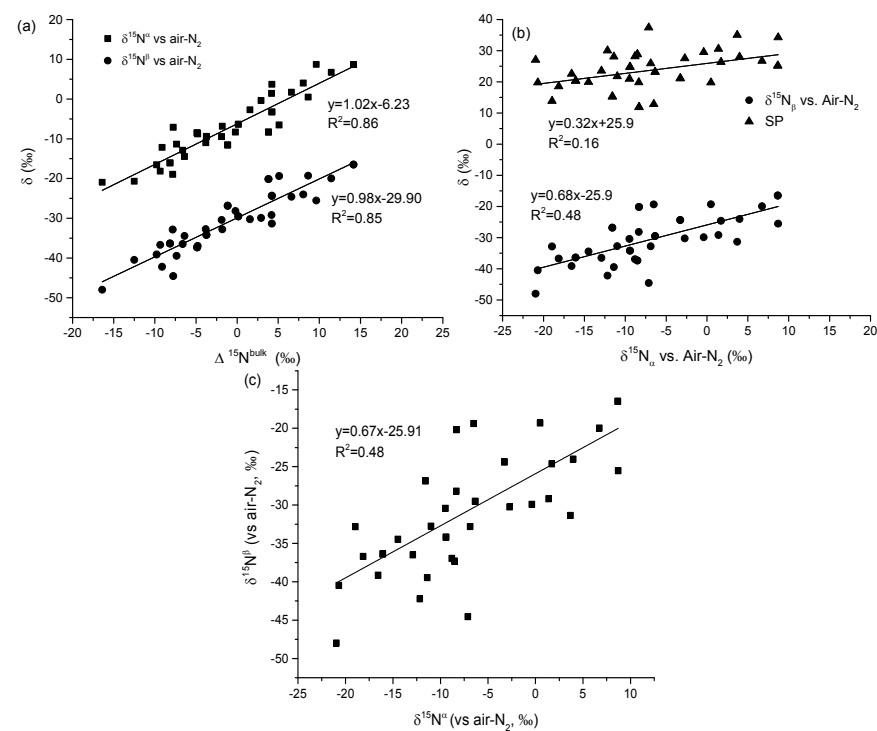 (a)
δ¹⁵Nᵅ vs air-N₂
δ¹⁵Nᵝ vs air-N₂
y=1.02x-6.23
R²=0.86
y=0.98x-29.90
R²=0.85
20
10
0
-10
-20
-30
-40
-50
δ (‰)
-20 -15 -10 -5 0 5 10 15 20 25
Δ ¹⁵Nᵇᵘˡᵏ (‰)
(b)
δ¹⁵Nᵦ vs. Air-N₂
SP
y=0.32x+25.9
R²=0.16
y=0.68x-25.9
R²=0.48
40
30
20
10
0
-10
-20
-30
-40
-50
δ (‰)
-25 -20 -15 -10 -5 0 5 10 15
δ¹⁵Nα vs. Air-N₂ (‰)
(c)
y=0.67x-25.91
R²=0.48
-15
-20
-25
-30
-35
-40
-45
-50
δ¹⁵Nᵝ (vs air-N₂, ‰)
-25 -20 -15 -10 -5 0 5 10
δ¹⁵Nᵅ (vs air-N₂, ‰)